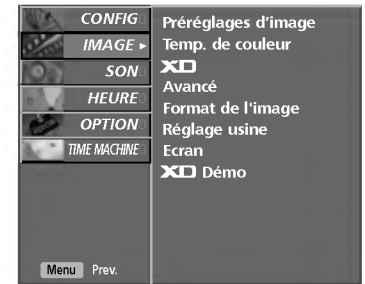 CONFIG
IMAGE
SON
HEURE
OPTION
TIME MACHINE
Menu Prev.
Préréglages d'image
Temp. de couleur
XD
Avancé
Format de l'image
Réglage usine
Ecran
XD Démo